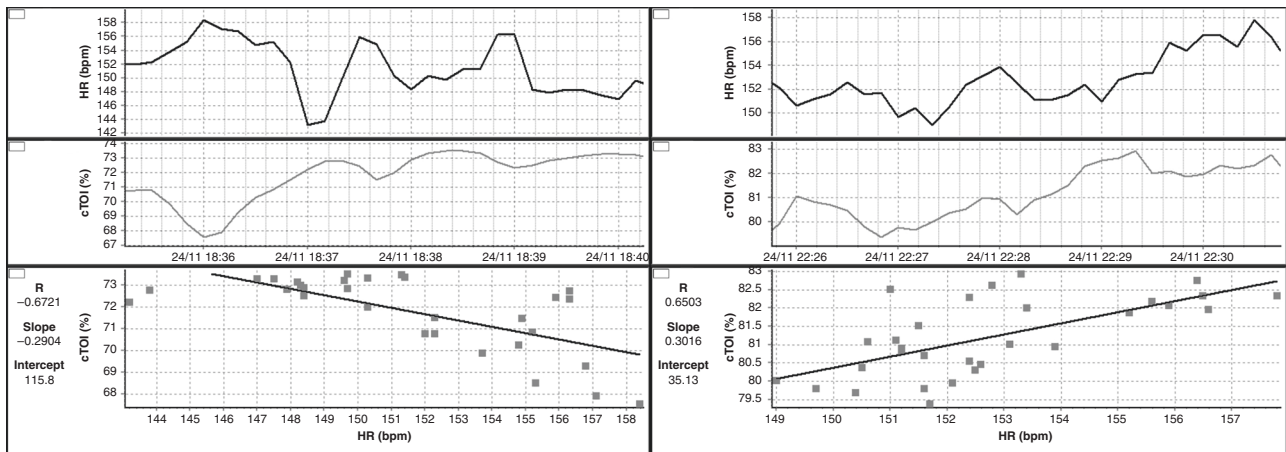 158
156
154
152
150
148
146
144
142
HR (bpm)
74
73
72
71
70
69
68
67
cTOI (%)
24/11 18:36 24/11 18:37 24/11 18:38 24/11 18:39 24/11 18:40
R
−0.6721
Slope
−0.2904
Intercept
115.8
73
72
71
70
69
68
cTOI (%)
144 145 146 147 148 149 150 151 152 153 154 155 156 157 158
HR (bpm)
158
156
154
152
150
HR (bpm)
83
82
81
80
cTOI (%)
24/11 22:26 24/11 22:27 24/11 22:28 24/11 22:29 24/11 22:30
R
0.6503
Slope
0.3016
Intercept
35.13
83
82.5
82
81.5
81
80.5
80
79.5
cTOI (%)
149 150 151 152 153 154 155 156 157
HR (bpm)